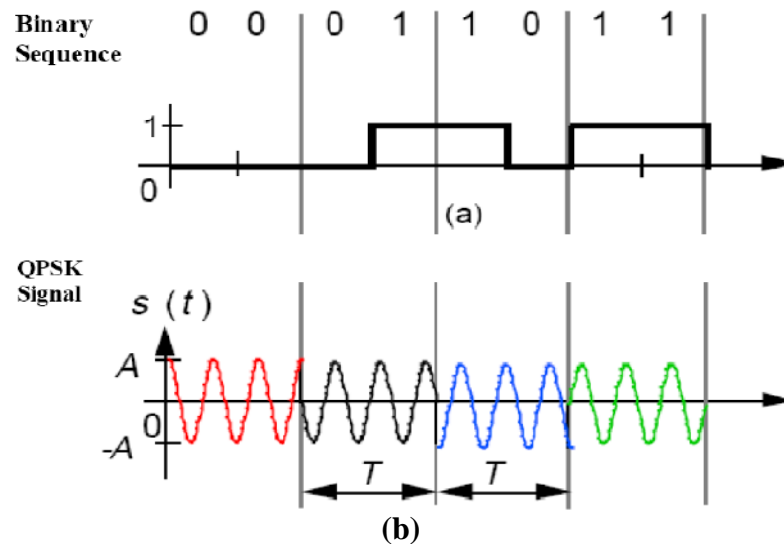 Binary Sequence 0 0 0 1 1 0 1 1
1
0
(a)
QPSK
Signal
s (t)
A
0
-A
T T
(b)